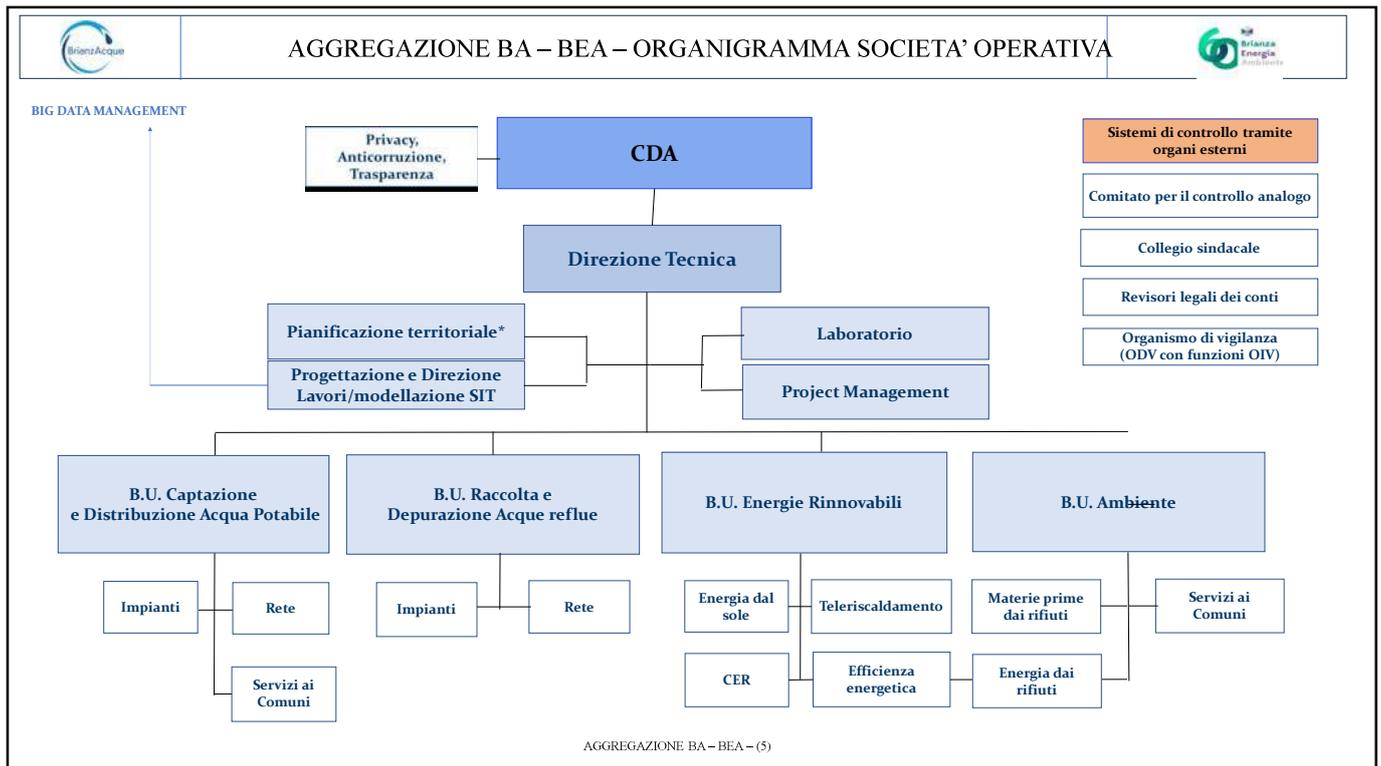 BrianzAcque
AGGREGAZIONE BA – BEA – ORGANIGRAMMA SOCIETA' OPERATIVA
Brianza
Energia
Ambiente
BIG DATA MANAGEMENT
Privacy,
Anticorruzione,
Trasparenza
CDA
Sistemi di controllo tramite
organi esterni
Comitato per il controllo analogo
Collegio sindacale
Revisori legali dei conti
Organismo di vigilanza
(ODV con funzioni OIV)
Direzione Tecnica
Pianificazione territoriale*
Progettazione e Direzione
Lavori/modellazione SIT
Laboratorio
Project Management
B.U. Captazione
e Distribuzione Acqua Potabile
B.U. Raccolta e
Depurazione Acque reflue
B.U. Energie Rinnovabili
B.U. Ambiente
Impianti
Rete
Servizi ai
Comuni
Impianti
Rete
Energia dal
sole
Teleriscaldamento
CER
Efficienza
energetica
Materie prime
dai rifiuti
Servizi ai
Comuni
Energia dai
rifiuti
AGGREGAZIONE BA – BEA – (5)